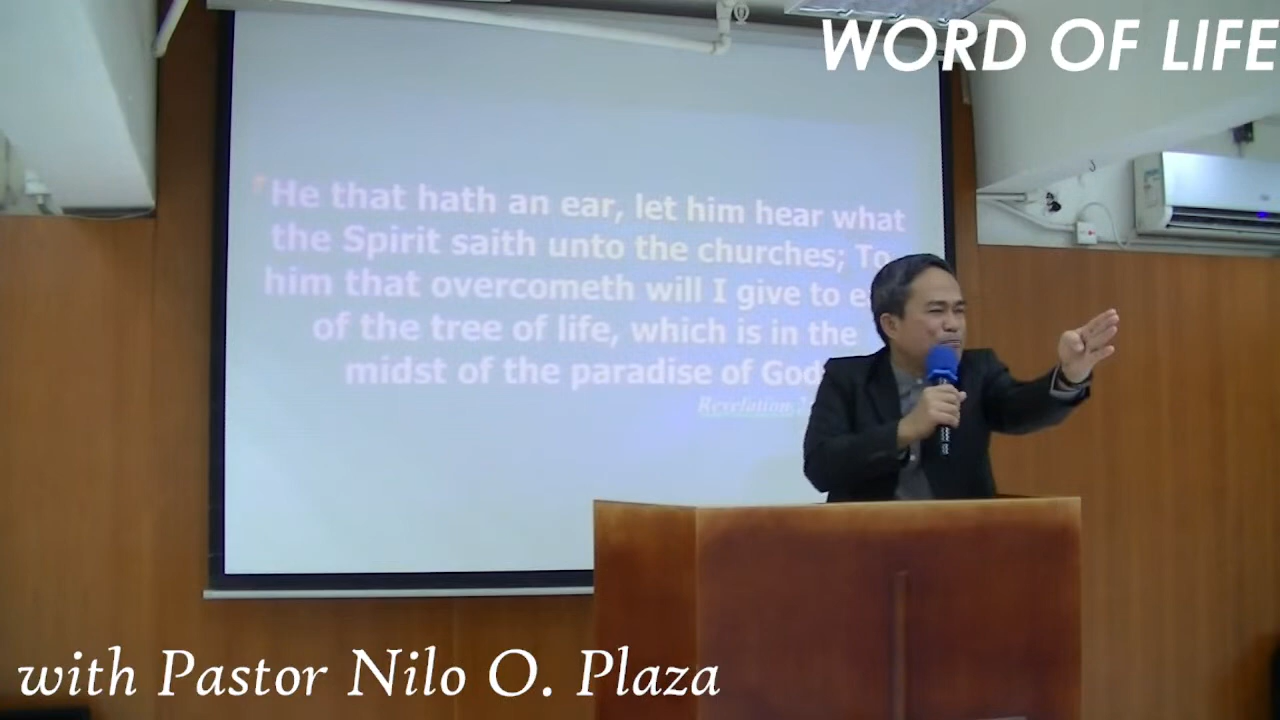 WORD OF LIFE
He that hath an ear, let him hear what
the Spirit saith unto the churches; To
him that overcometh will I give to
of the tree of life, which is in the
midst of the paradise of God
Revelation
with Pastor Nilo O. Plaza